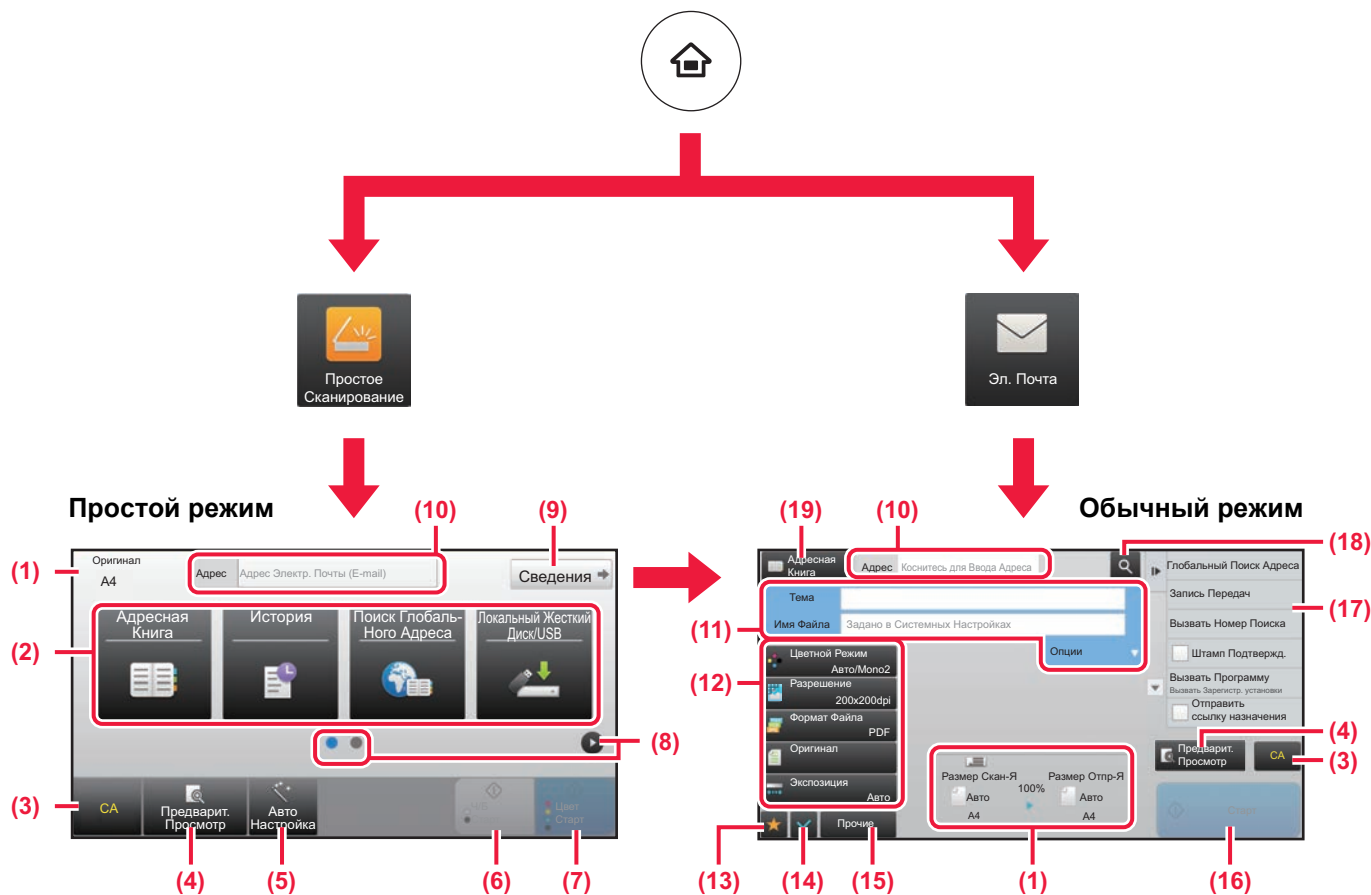 Простое
Сканирование
Эл. Почта
Простой режим
(10)
(9)
(1)
Оригинал
A4
Адрес
Адрес Электр. Почты (E-mail)
Сведения
(2)
Адресная
Книга
История
Поиск Глобаль-
Ного Адреса
Локальный Жесткий
Диск/USB
(8)
(3)
CA
Предварит.
Просмотр
Авто
Настройка
Ч/Б
Старт
Цвет
Старт
(4)
(5)
(6)
(7)
Обычный режим
(19)
(10)
(18)
Адресная
Книга
Адрес
Коснитесь для Ввода Адреса
Глобальный Поиск Адреса
Тема
Запись Передач
(17)
(11)
Имя Файла
Задано в Системных Настройках
Вызвать Номер Поиска
Опции
Штамп Подтвержд.
(12)
Цветной Режим
Авто/Mono2
Разрешение
200x200dpi
Формат Файла
PDF
Оригинал
Экспозиция
Авто
Вызвать Программу
Вызвать Зарегистр. установки
Отправить
ссылку назначения
(4)
Предварит.
Просмотр
CA
(3)
Размер Скан-Я
100%
Размер Отпр-Я
Авто
Авто
A4
A4
Прочие
Старт
(13)
(14)
(15)
(1)
(16)